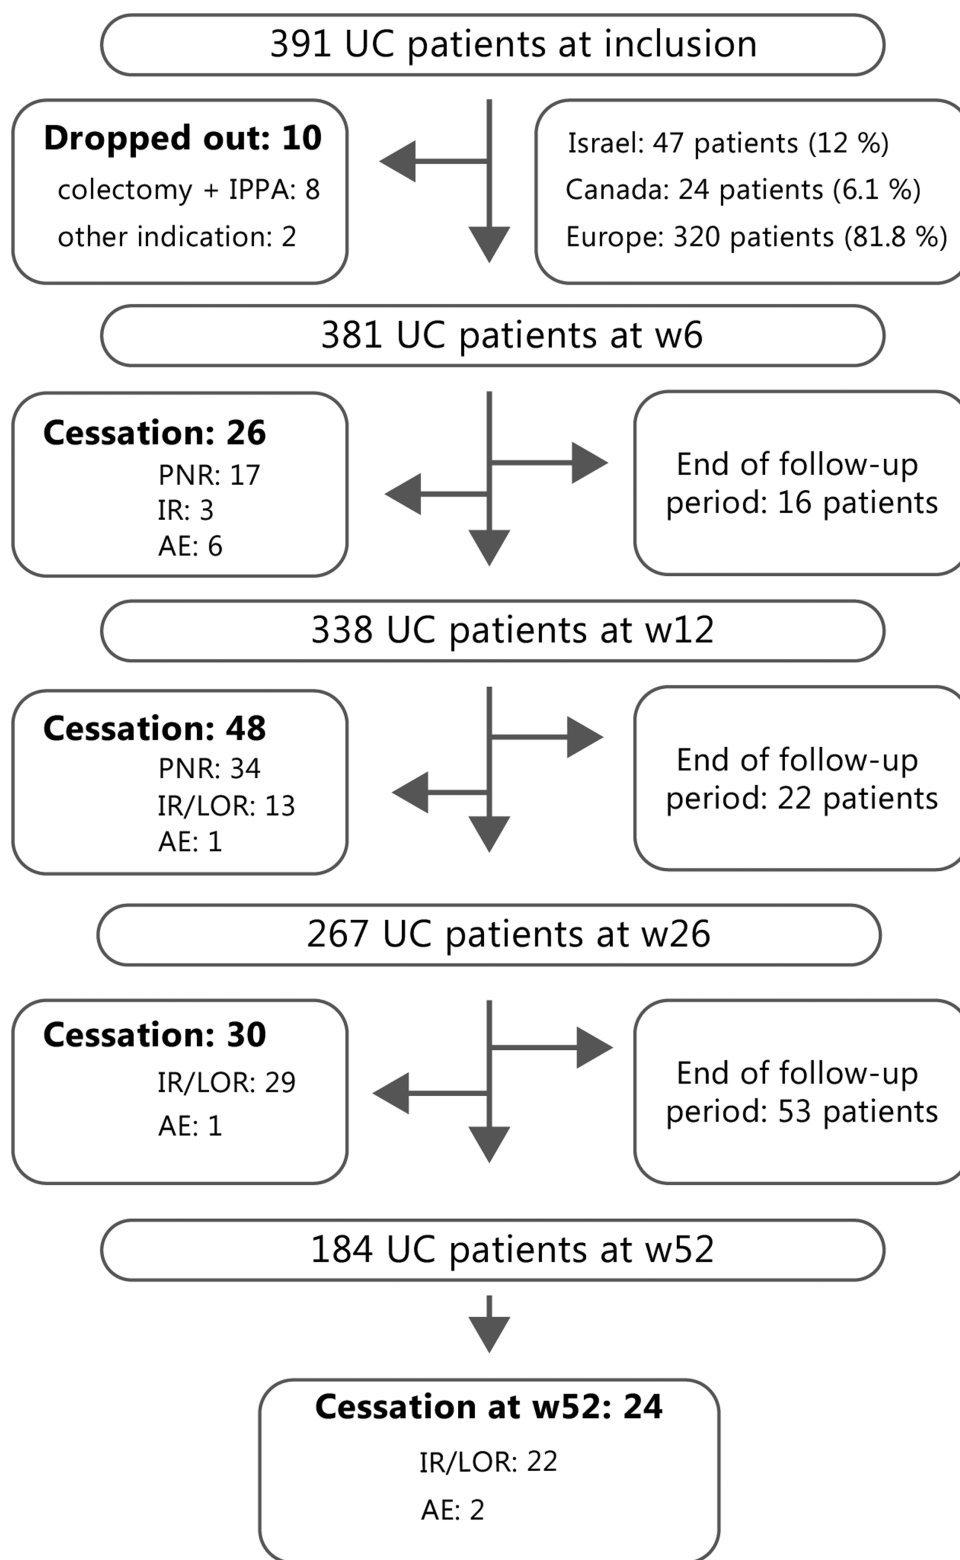 391 UC patients at inclusion
Dropped out: 10
colectomy + IPPA: 8
other indication: 2
Israel: 47 patients (12 %)
Canada: 24 patients (6.1 %)
Europe: 320 patients (81.8 %)
381 UC patients at w6
Cessation: 26
PNR: 17
IR: 3
AE: 6
End of follow-up
period: 16 patients
338 UC patients at w12
Cessation: 48
PNR: 34
IR/LOR: 13
AE: 1
End of follow-up
period: 22 patients
267 UC patients at w26
Cessation: 30
IR/LOR: 29
AE: 1
End of follow-up
period: 53 patients
184 UC patients at w52
Cessation at w52: 24
IR/LOR: 22
AE: 2